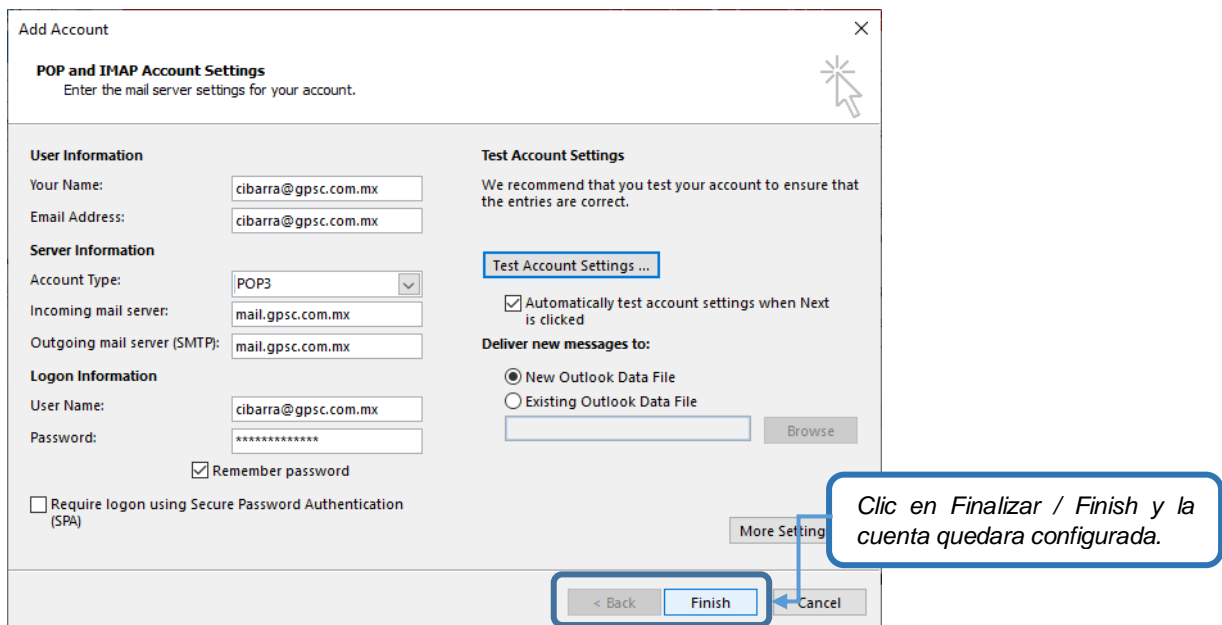 Add Account
POP and IMAP Account Settings
Enter the mail server settings for your account.
User Information
Your Name: cibarra@gpsc.com.mx
Email Address: cibarra@gpsc.com.mx
Server Information
Account Type: POP3
Incoming mail server: mail.gpsc.com.mx
Outgoing mail server (SMTP): mail.gpsc.com.mx
Logon Information
User Name: cibarra@gpsc.com.mx
Password: *************
Remember password
Require logon using Secure Password Authentication
(SPA)
Test Account Settings
We recommend that you test your account to ensure that
the entries are correct.
Test Account Settings ...
Automatically test account settings when Next
is clicked
Deliver new messages to:
New Outlook Data File
Existing Outlook Data File
Browse
More Setting
Clic en Finalizar / Finish y la
cuenta quedara configurada.
< Back
Finish
Cancel